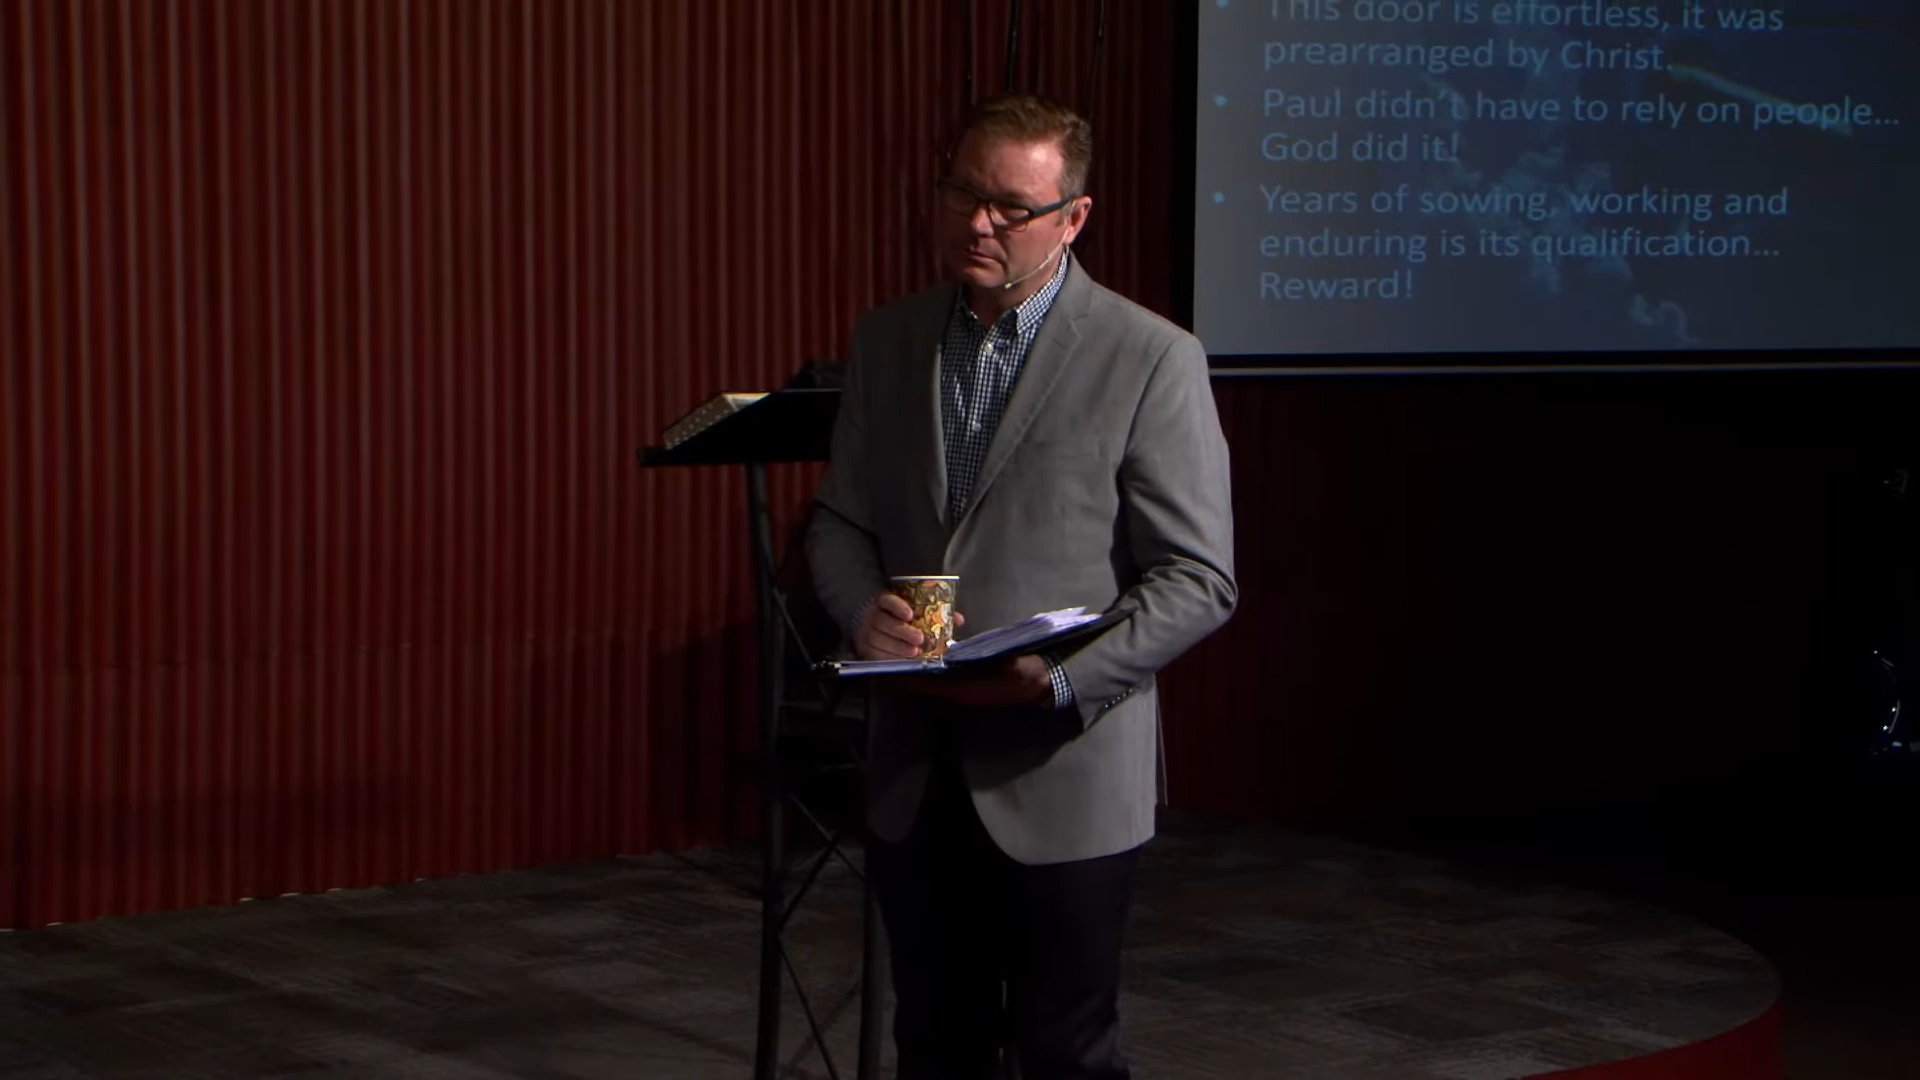 This door is effortless, it was
prearranged by Christ.
Paul didn't have to rely on people...
God did it!
Years of sowing, working and
enduring is its qualification...
Reward!